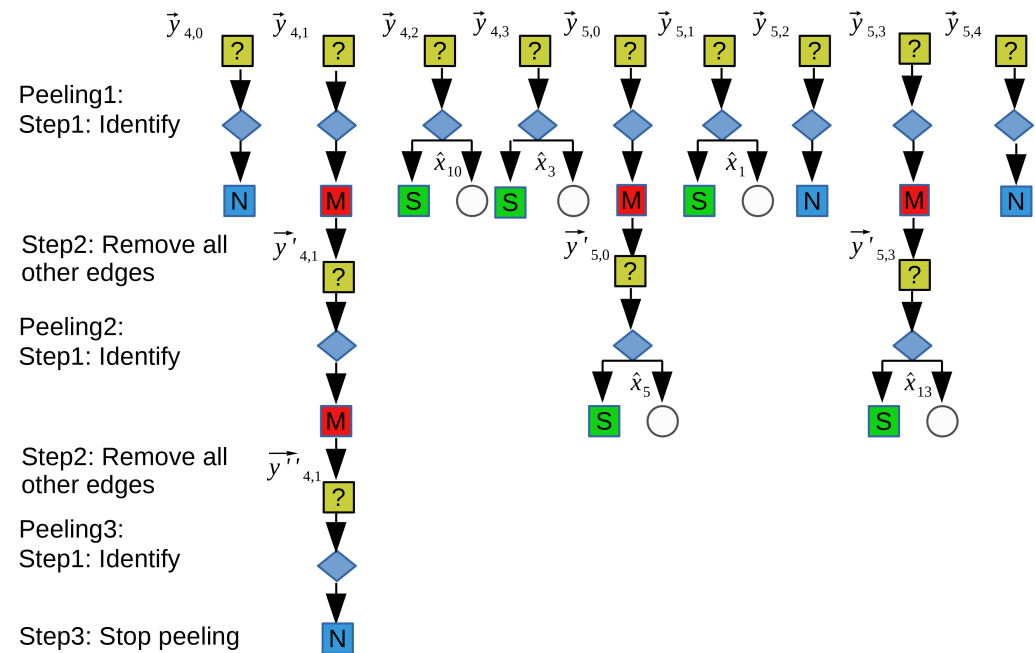 y⃗4,0 y⃗4,1 y⃗4,2 y⃗4,3 y⃗5,0 y⃗5,1 y⃗5,2 y⃗5,3 y⃗5,4
? ? ? ? ? ? ? ? ?
Peeling1:
Step1: Identify
x̂10 x̂3 x̂1
N M S S M S N M N
Step2: Remove all
other edges
y⃗'4,1 y⃗'5,0 y⃗'5,3
? ? ?
Peeling2:
Step1: Identify
x̂5 x̂13
M S S
Step2: Remove all
other edges
y⃗''4,1
?
Peeling3:
Step1: Identify
Step3: Stop peeling
N